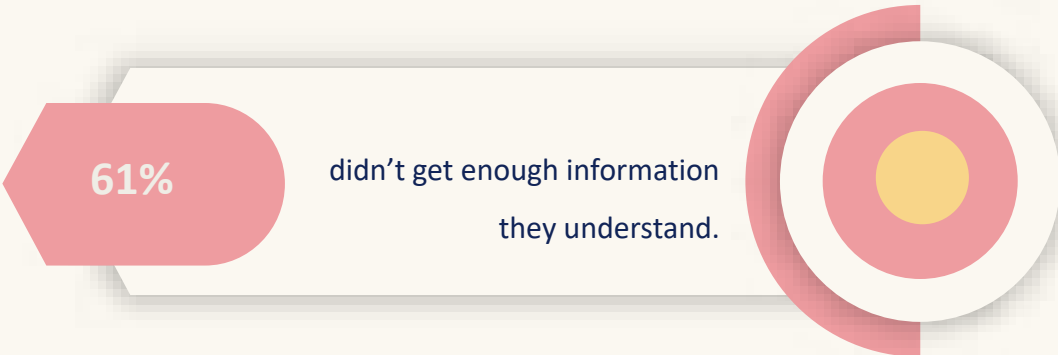 61%
didn’t get enough information
they understand.